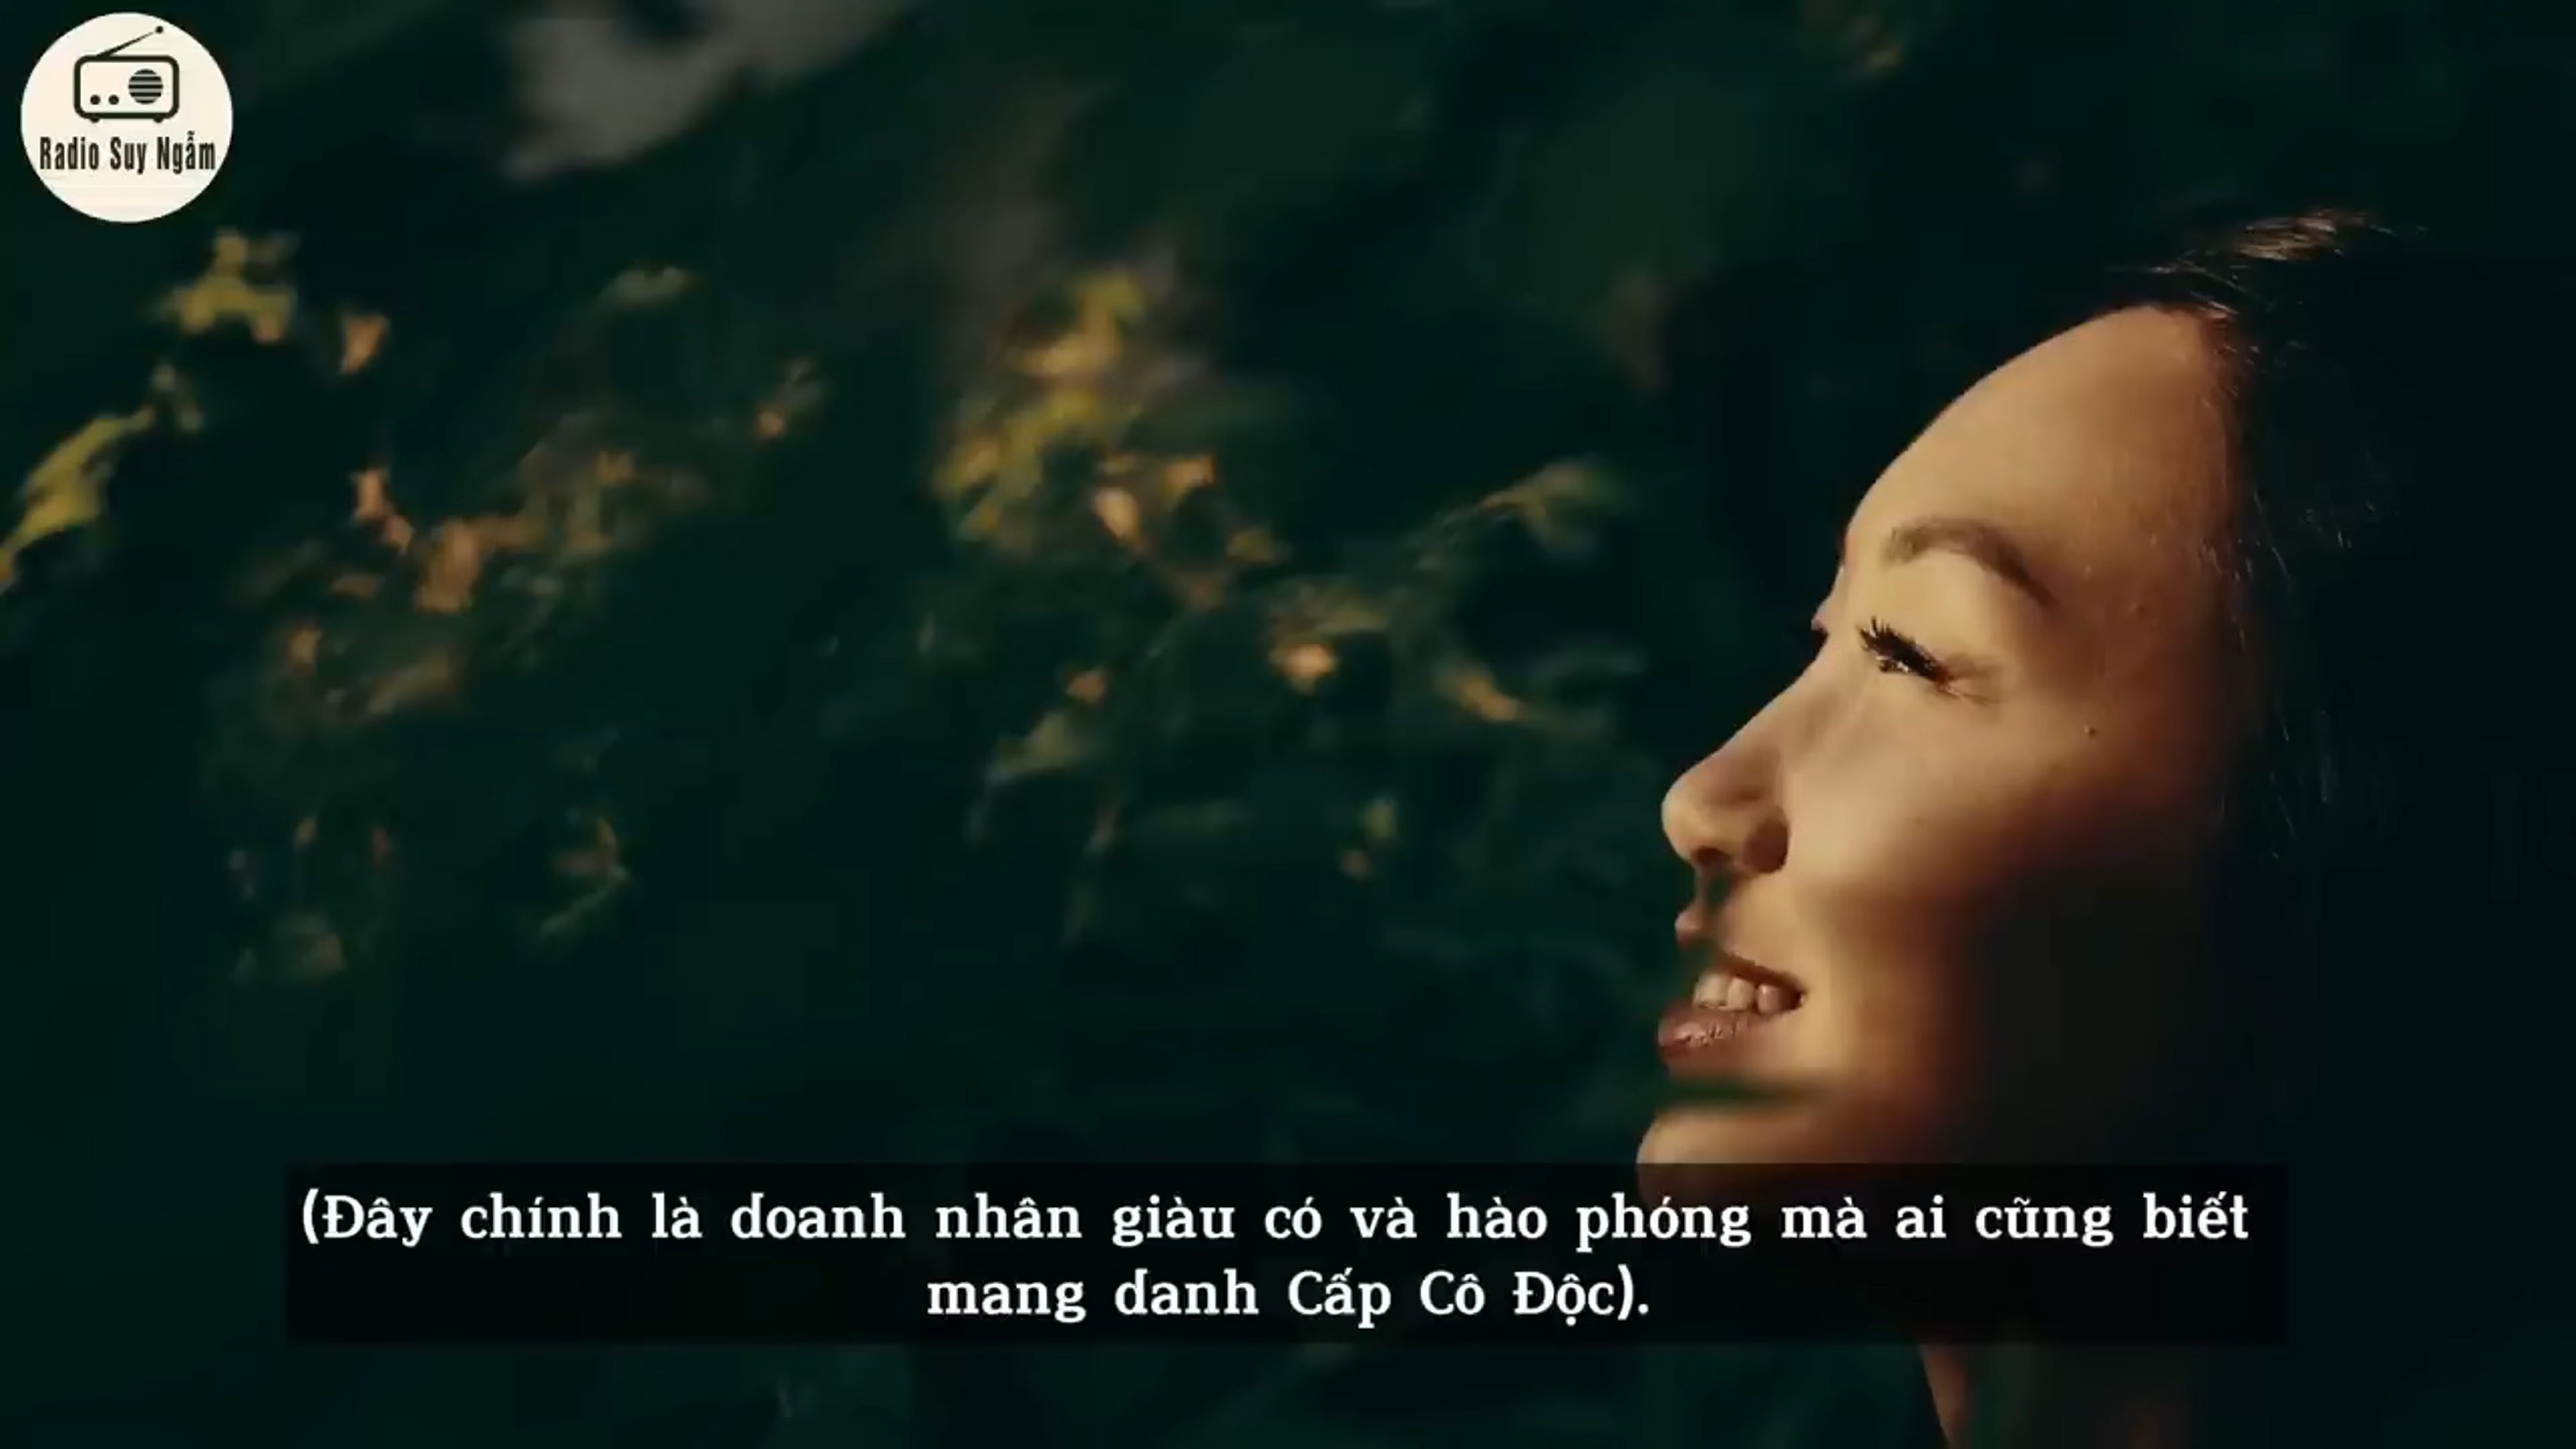 Radio Suy Ngẫm
(Đây chính là doanh nhân giàu có và hào phóng mà ai cũng biết
mang danh Cấp Cô Độc).